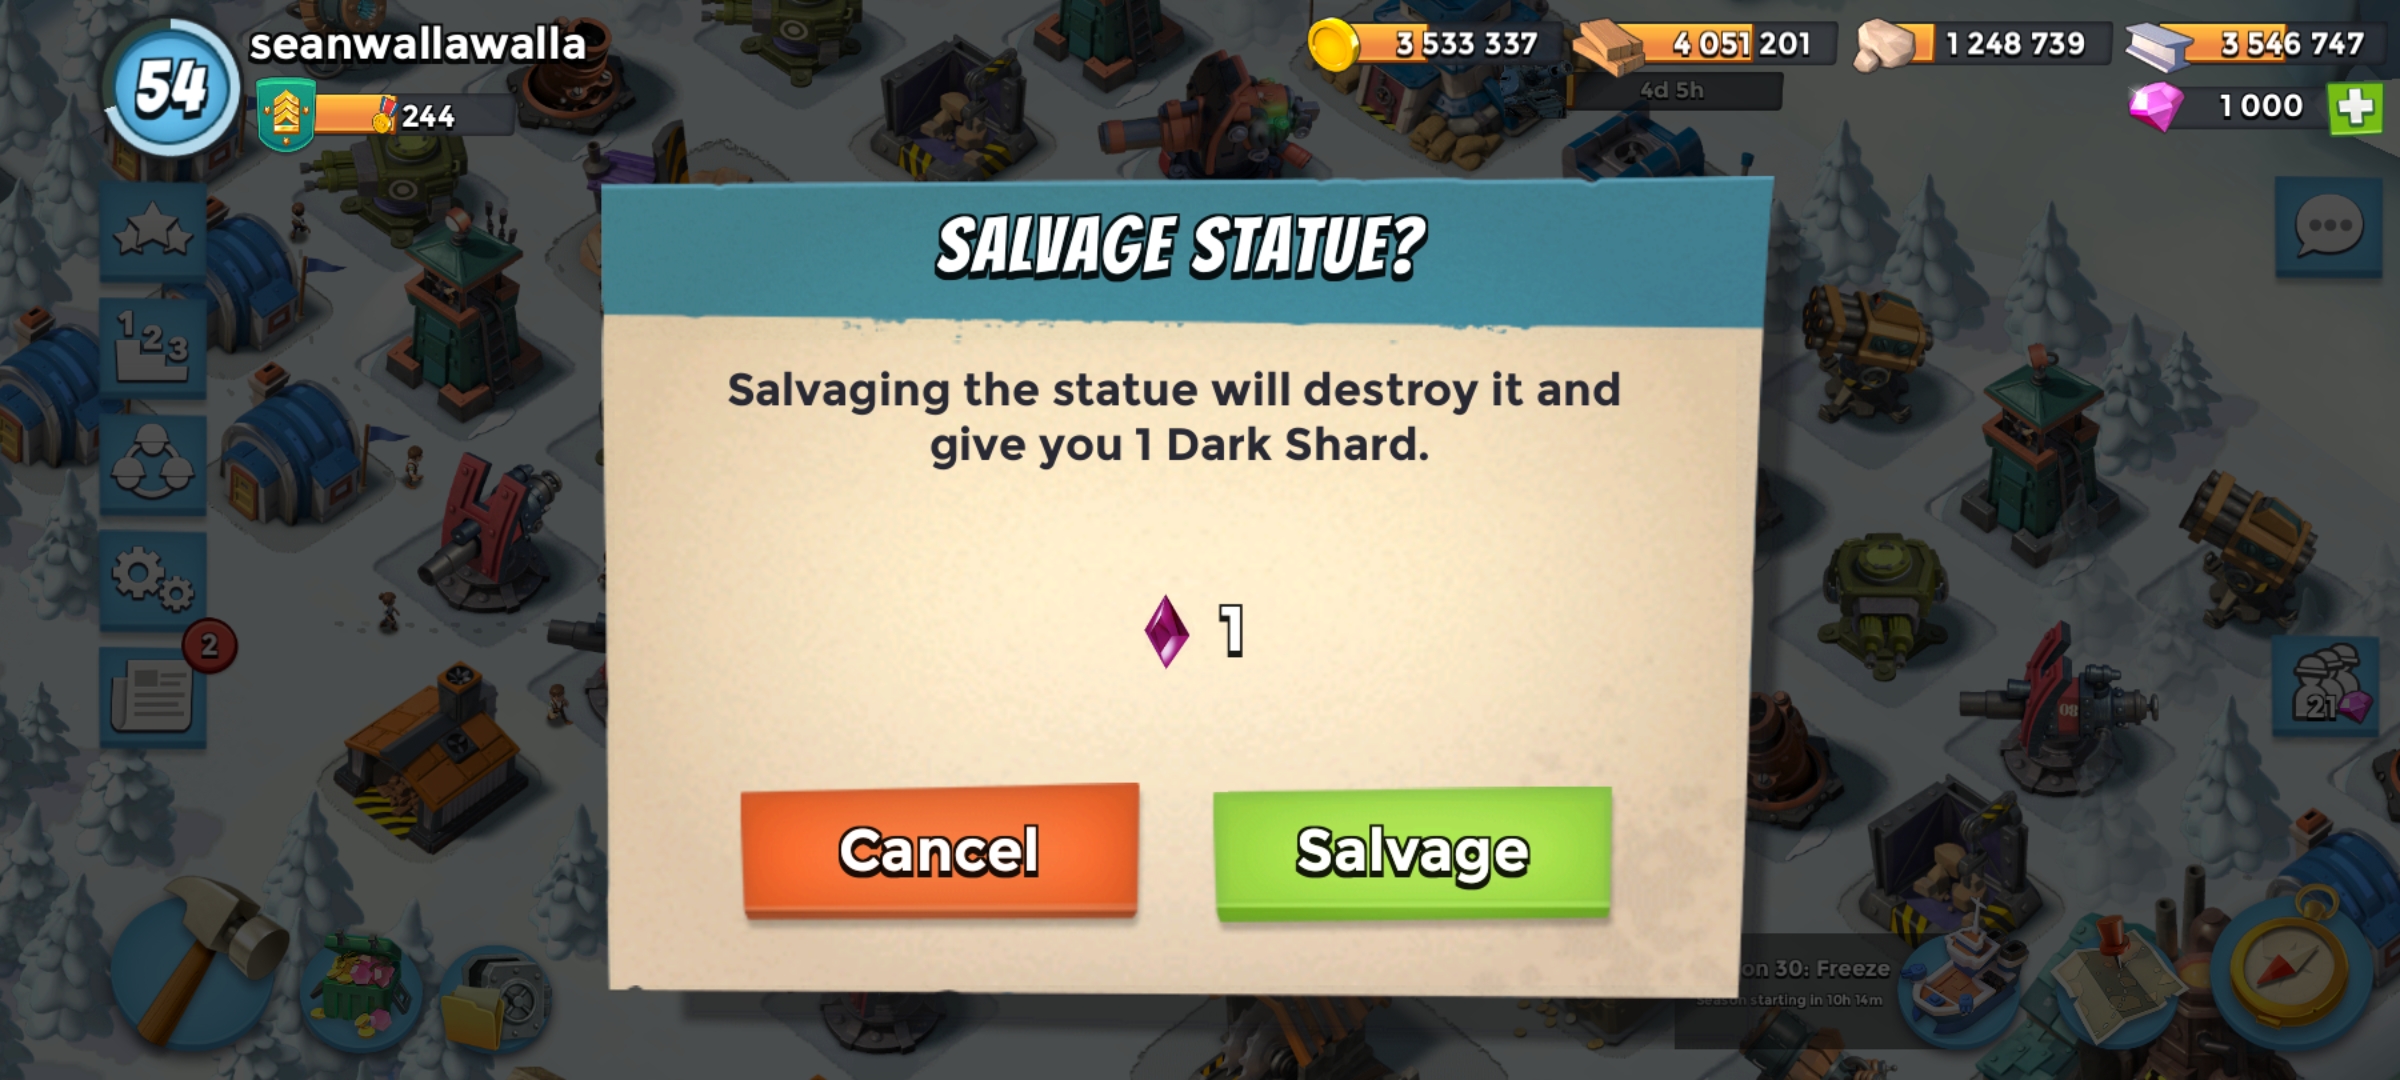 54
seanwallawalla
244
3 533 337
4 051 201
1 248 739
3 546 747
4d 5h
1 000
SALVAGE STATUE?
Salvaging the statue will destroy it and
give you 1 Dark Shard.
1
Cancel
Salvage
1 2 3
2
21
08
on 30: Freeze
Season starting in 10h 14m